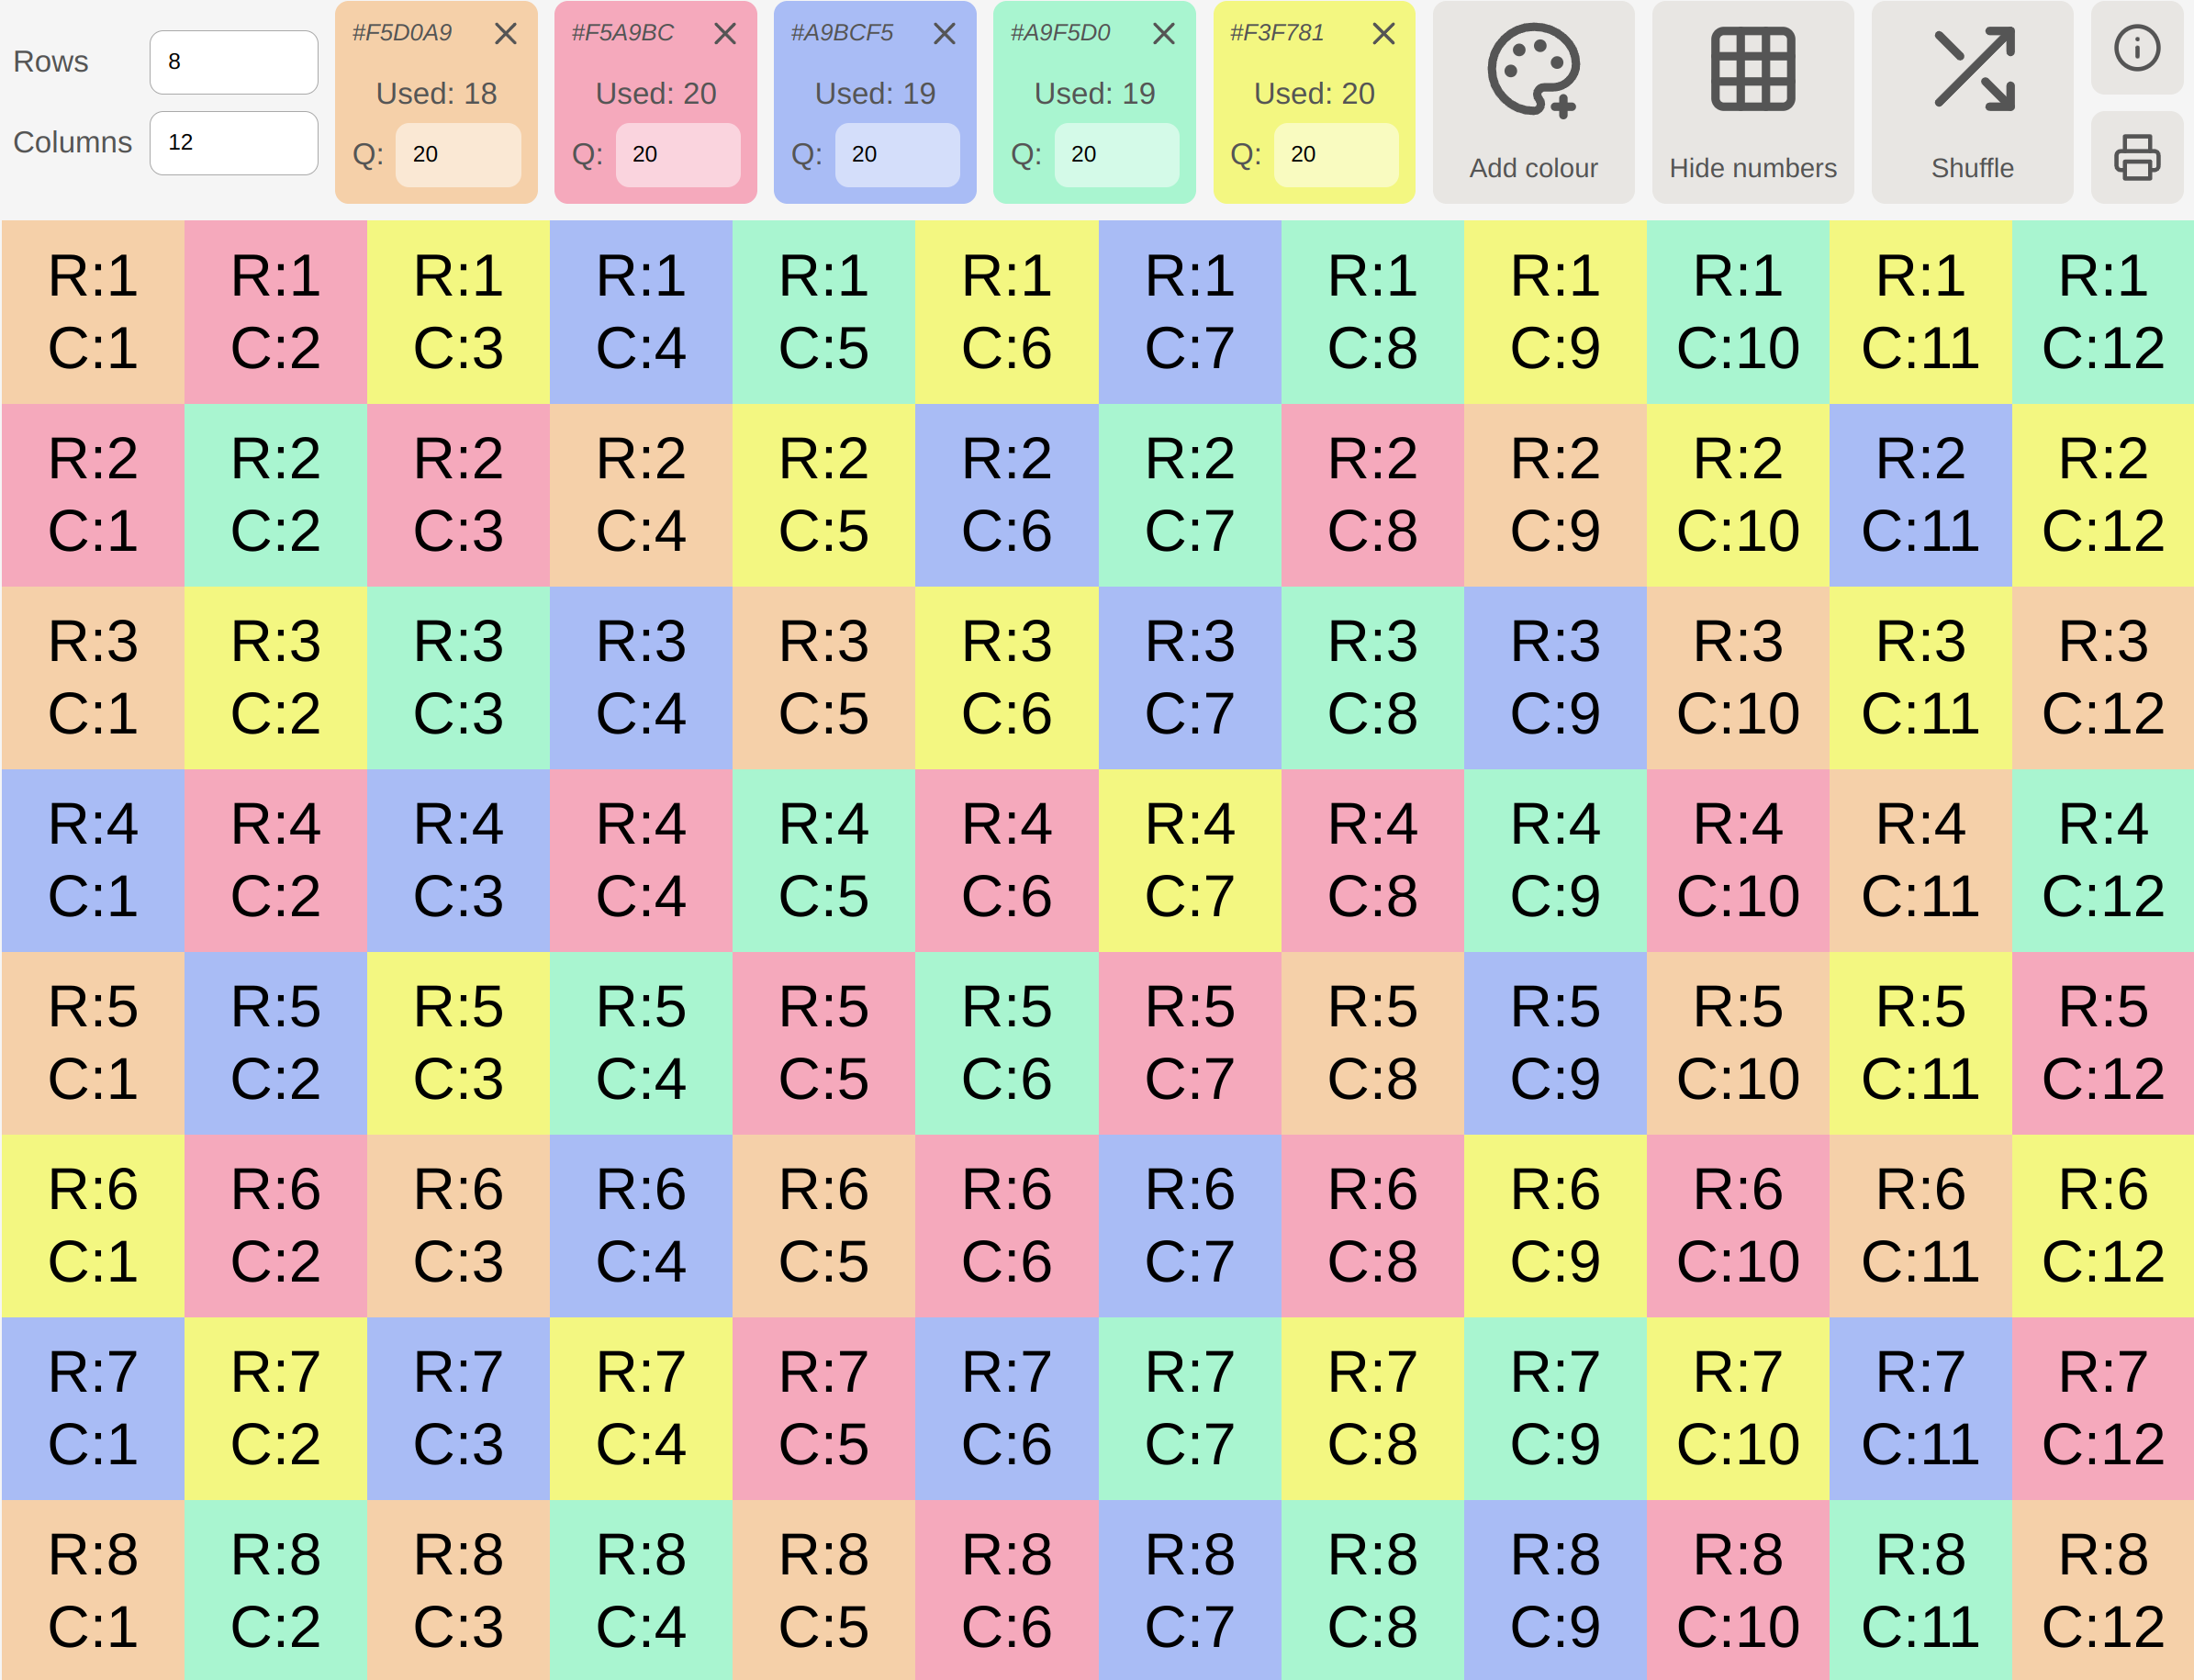 Rows 8
Columns 12
#F5D0A9
Used: 18
Q: 20
#F5A9BC
Used: 20
Q: 20
#A9BCF5
Used: 19
Q: 20
#A9F5D0
Used: 19
Q: 20
#F3F781
Used: 20
Q: 20
Add colour
Hide numbers
Shuffle
R:1 R:1 R:1 R:1 R:1 R:1 R:1 R:1 R:1 R:1 R:1 R:1
C:1 C:2 C:3 C:4 C:5 C:6 C:7 C:8 C:9 C:10 C:11 C:12
R:2 R:2 R:2 R:2 R:2 R:2 R:2 R:2 R:2 R:2 R:2 R:2
C:1 C:2 C:3 C:4 C:5 C:6 C:7 C:8 C:9 C:10 C:11 C:12
R:3 R:3 R:3 R:3 R:3 R:3 R:3 R:3 R:3 R:3 R:3 R:3
C:1 C:2 C:3 C:4 C:5 C:6 C:7 C:8 C:9 C:10 C:11 C:12
R:4 R:4 R:4 R:4 R:4 R:4 R:4 R:4 R:4 R:4 R:4 R:4
C:1 C:2 C:3 C:4 C:5 C:6 C:7 C:8 C:9 C:10 C:11 C:12
R:5 R:5 R:5 R:5 R:5 R:5 R:5 R:5 R:5 R:5 R:5 R:5
C:1 C:2 C:3 C:4 C:5 C:6 C:7 C:8 C:9 C:10 C:11 C:12
R:6 R:6 R:6 R:6 R:6 R:6 R:6 R:6 R:6 R:6 R:6 R:6
C:1 C:2 C:3 C:4 C:5 C:6 C:7 C:8 C:9 C:10 C:11 C:12
R:7 R:7 R:7 R:7 R:7 R:7 R:7 R:7 R:7 R:7 R:7 R:7
C:1 C:2 C:3 C:4 C:5 C:6 C:7 C:8 C:9 C:10 C:11 C:12
R:8 R:8 R:8 R:8 R:8 R:8 R:8 R:8 R:8 R:8 R:8 R:8
C:1 C:2 C:3 C:4 C:5 C:6 C:7 C:8 C:9 C:10 C:11 C:12